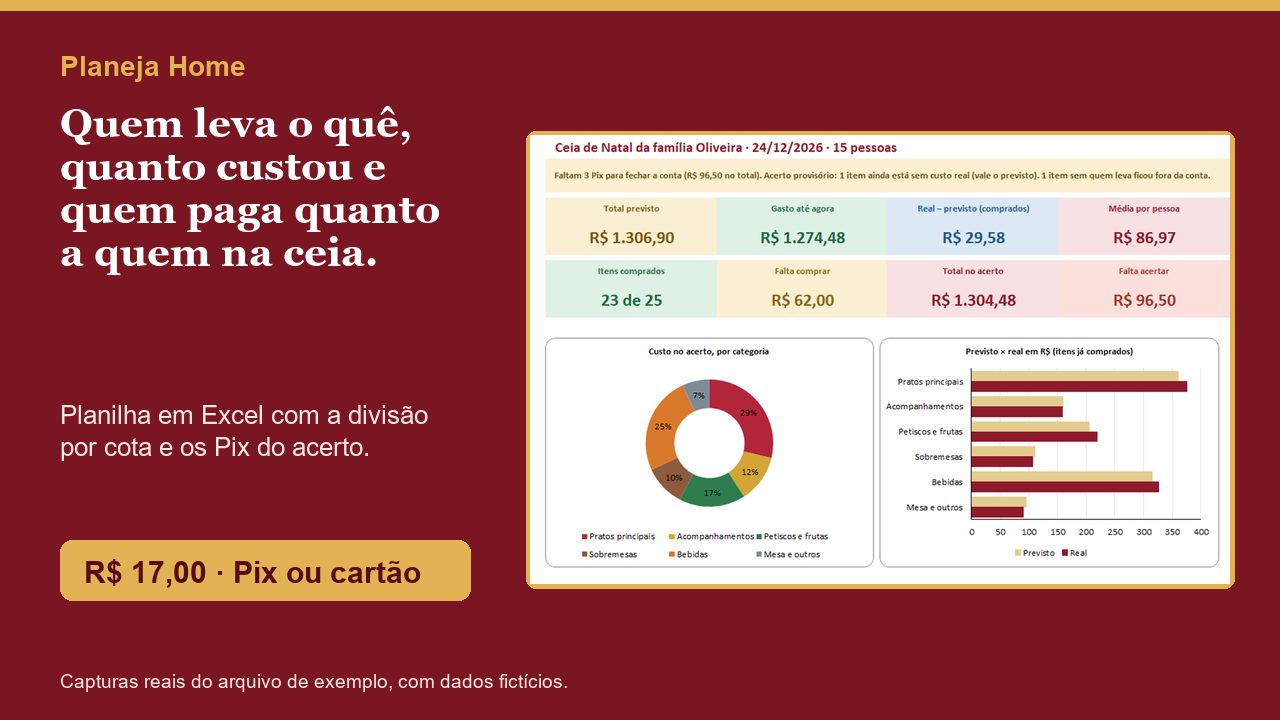 Planeja Home
Quem leva o quê,
quanto custou e
quem paga quanto
a quem na ceia.
Planilha em Excel com a divisão
por cota e os Pix do acerto.
R$ 17,00 · Pix ou cartão
Capturas reais do arquivo de exemplo, com dados fictícios.
Ceia de Natal da família Oliveira · 24/12/2026 · 15 pessoas
Faltam 3 Pix para fechar a conta (R$ 96,50 no total). Acerto provisório: 1 item ainda está sem custo real (vale o previsto). 1 item sem quem leva ficou fora da conta.
Total previsto Gasto até agora Real – previsto (comprados) Média por pessoa
R$ 1.306,90 R$ 1.274,48 R$ 29,58 R$ 86,97
Itens comprados Falta comprar Total no acerto Falta acertar
23 de 25 R$ 62,00 R$ 1.304,48 R$ 96,50
Custo no acerto, por categoria
7%
29%
25%
12%
10%
17%
Pratos principais Acompanhamentos Petiscos e frutas
Sobremesas Bebidas Mesa e outros
Previsto × real em R$ (itens já comprados)
Pratos principais
Acompanhamentos
Petiscos e frutas
Sobremesas
Bebidas
Mesa e outros
0 50 100 150 200 250 300 350 400
Previsto Real